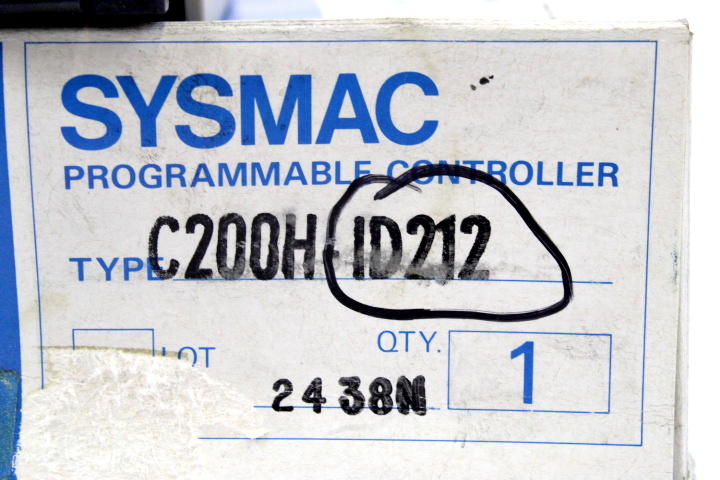 SYSMAC
PROGRAMMABLE CONTROLLER
TYPE C200H ID212
LOT 2438N
QTY. 1